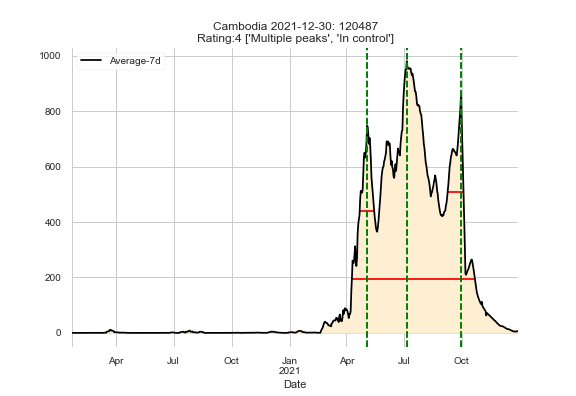 Cambodia 2021-12-30: 120487
Rating:4 ['Multiple peaks', 'In control']
Average-7d
1000
800
600
400
200
0
Apr Jul Oct Jan Apr Jul Oct
2021
Date